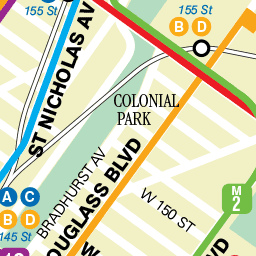 155 St
155 St
B D
ST NICHOLAS AV
COLONIAL
PARK
BRADHURST AV
DOUGLASS BLVD
W 150 ST
A C
B D
145 St
M
2
W